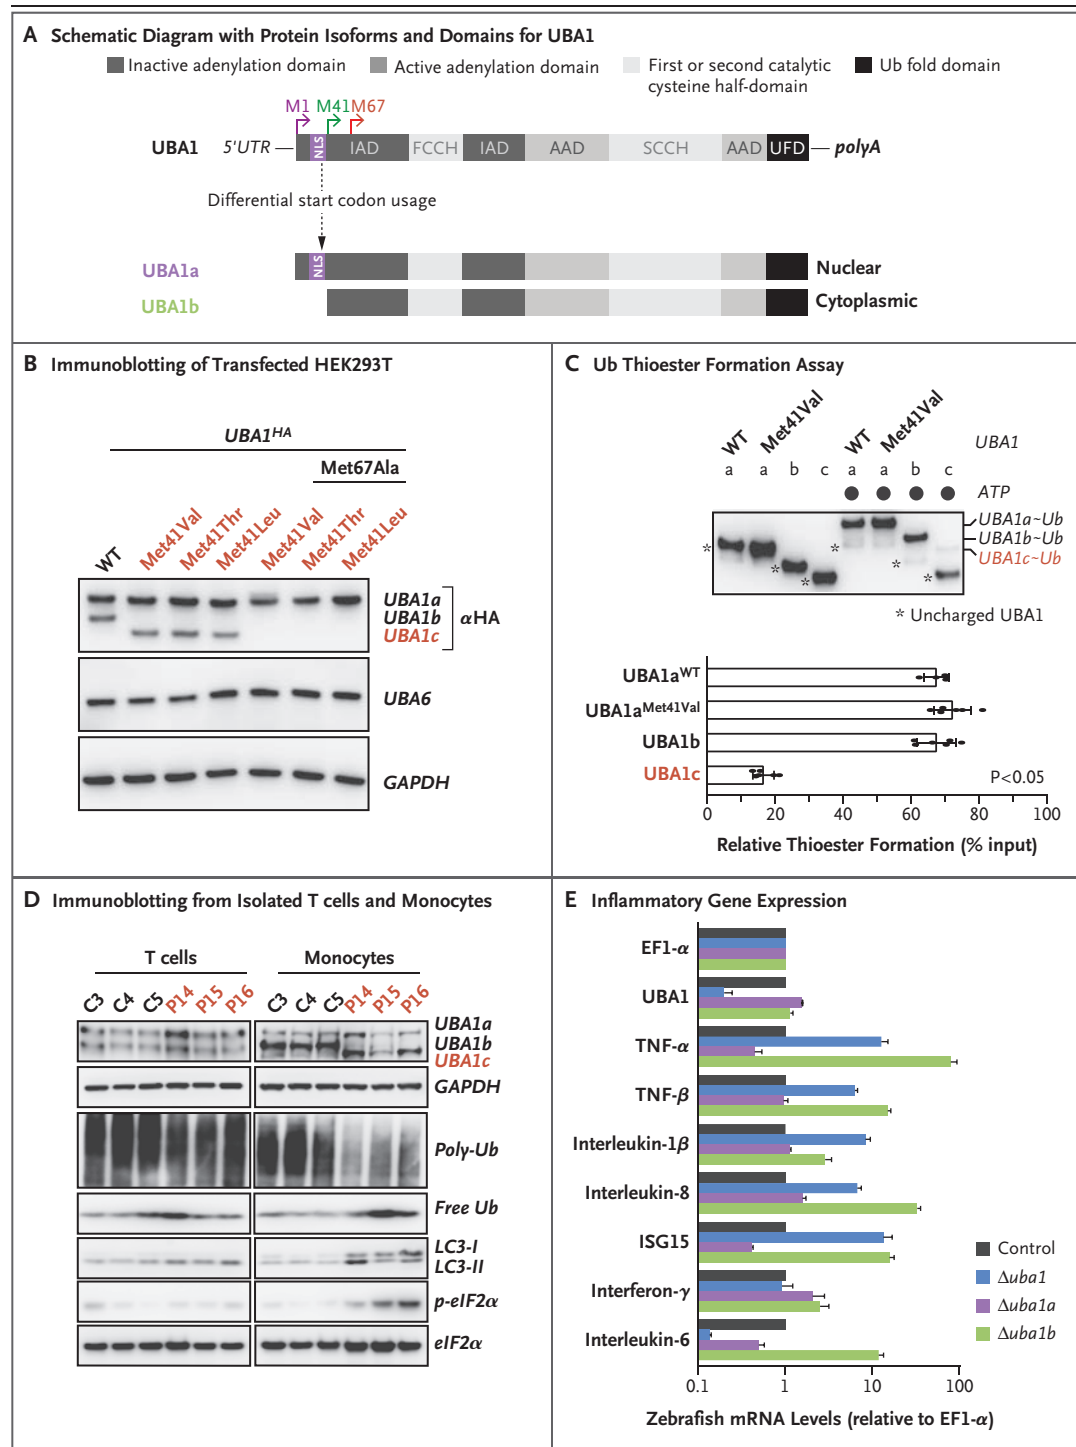 A Schematic Diagram with Protein Isoforms and Domains for UBA1
Inactive adenylation domain
Active adenylation domain
First or second catalytic
cysteine half-domain
Ub fold domain
M1 M41 M67
UBA1 5'UTR NLS IAD FCCH IAD AAD SCCH AAD UFD polyA
Differential start codon usage
UBA1a NLS Nuclear
UBA1b Cytoplasmic
B Immunoblotting of Transfected HEK293T
UBA1HA
Met67Ala
WT Met41Val Met41Thr Met41Leu Met41Val Met41Thr Met41Leu
UBA1a
UBA1b
UBA1c
αHA
UBA6
GAPDH
C Ub Thioester Formation Assay
WT Met41Val WT Met41Val
UBA1
a a b c a a b c
ATP
UBA1a~Ub
UBA1b~Ub
UBA1c~Ub
* * * * * *
* Uncharged UBA1
UBA1aWT
UBA1aMet41Val
UBA1b
UBA1c
P<0.05
0 20 40 60 80 100
Relative Thioester Formation (% input)
D Immunoblotting from Isolated T cells and Monocytes
T cells Monocytes
C3 C4 C5 P14 P15 P16 C3 C4 C5 P14 P15 P16
UBA1a
UBA1b
UBA1c
GAPDH
Poly-Ub
Free Ub
LC3-I
LC3-II
p-eIF2α
eIF2α
E Inflammatory Gene Expression
EF1-α
UBA1
TNF-α
TNF-β
Interleukin-1β
Interleukin-8
ISG15
Interferon-γ
Interleukin-6
Control
Δuba1
Δuba1a
Δuba1b
0.1 1 10 100
Zebrafish mRNA Levels (relative to EF1-α)